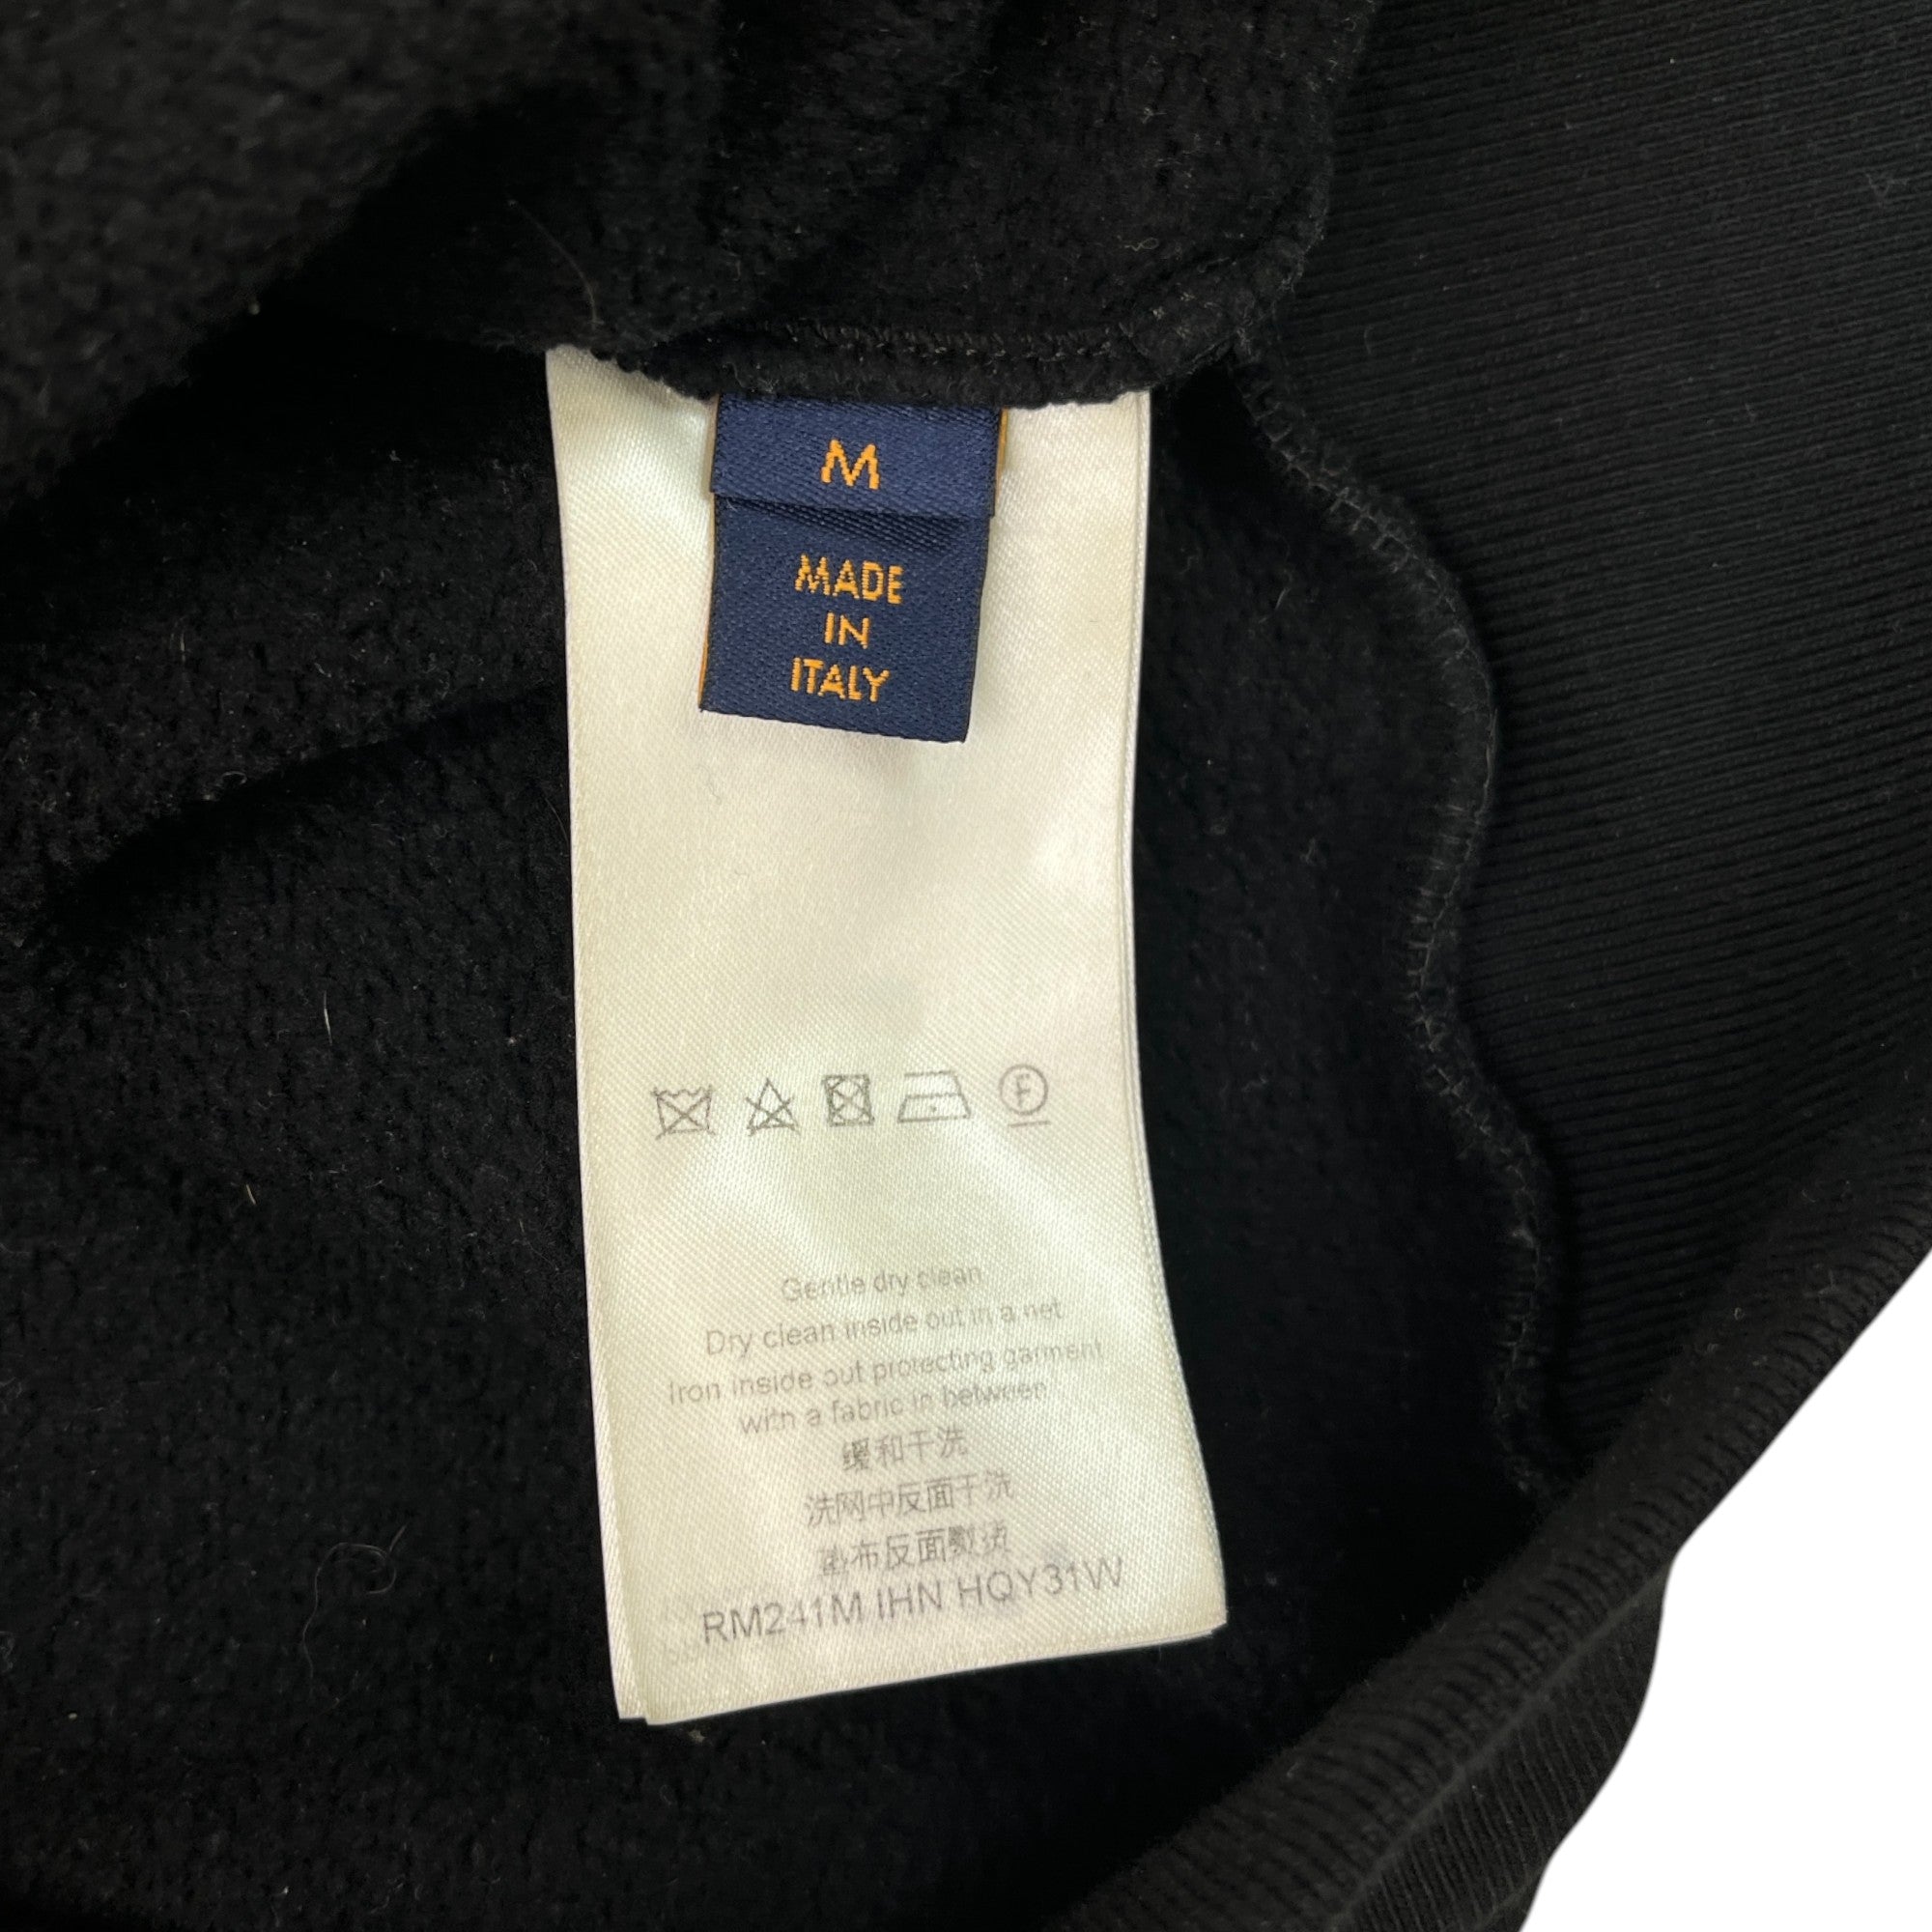 M
MADE
IN
ITALY
F
Gentle dry clean
Dry clean inside out in a net
Iron inside out protecting garment
with a fabric in between
缓和干洗
洗网中反面干洗
垫布反面熨烫
RM241M IHN HQY31W